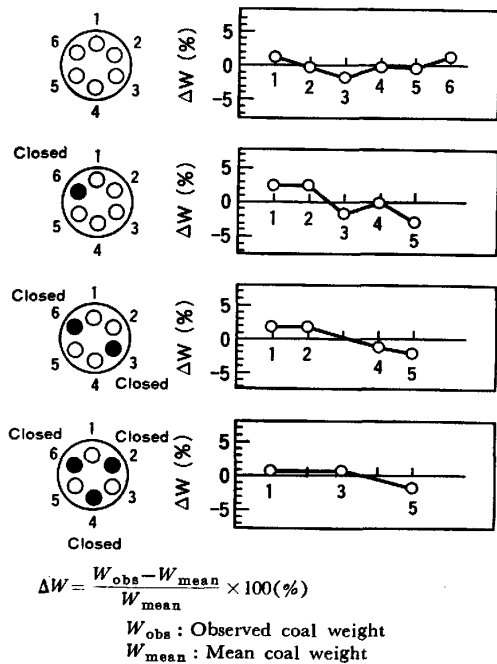 1
6 2
5 3
4
ΔW (%)
5
0
-5
1 2 3 4 5 6
Closed
1
6 2
5 3
4
ΔW (%)
5
0
-5
1 2 3 4 5
Closed
1
6 2
5 3
4 Closed
ΔW (%)
5
0
-5
1 2 4 5
Closed 1 Closed
6 2
5 3
4
Closed
ΔW (%)
5
0
-5
1 3 5
ΔW = (W_obs − W_mean) / W_mean × 100 (%)
W_obs : Observed coal weight
W_mean : Mean coal weight